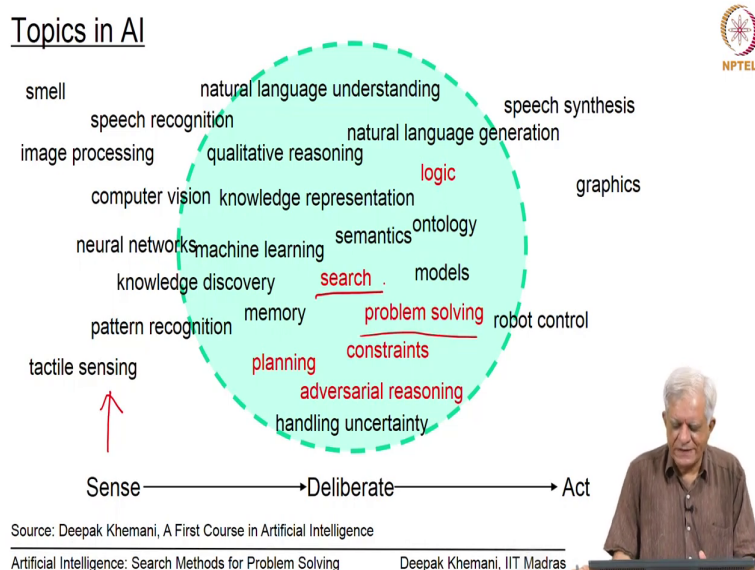 Topics in AI
NPTEL
smell
natural language understanding
speech synthesis
speech recognition
natural language generation
image processing
qualitative reasoning
logic
graphics
computer vision
knowledge representation
ontology
semantics
neural networks
machine learning
search
models
knowledge discovery
memory
problem solving
robot control
pattern recognition
constraints
planning
tactile sensing
adversarial reasoning
handling uncertainty
Sense
Deliberate
Act
Source: Deepak Khemani, A First Course in Artificial Intelligence
Artificial Intelligence: Search Methods for Problem Solving
Deepak Khemani, IIT Madras